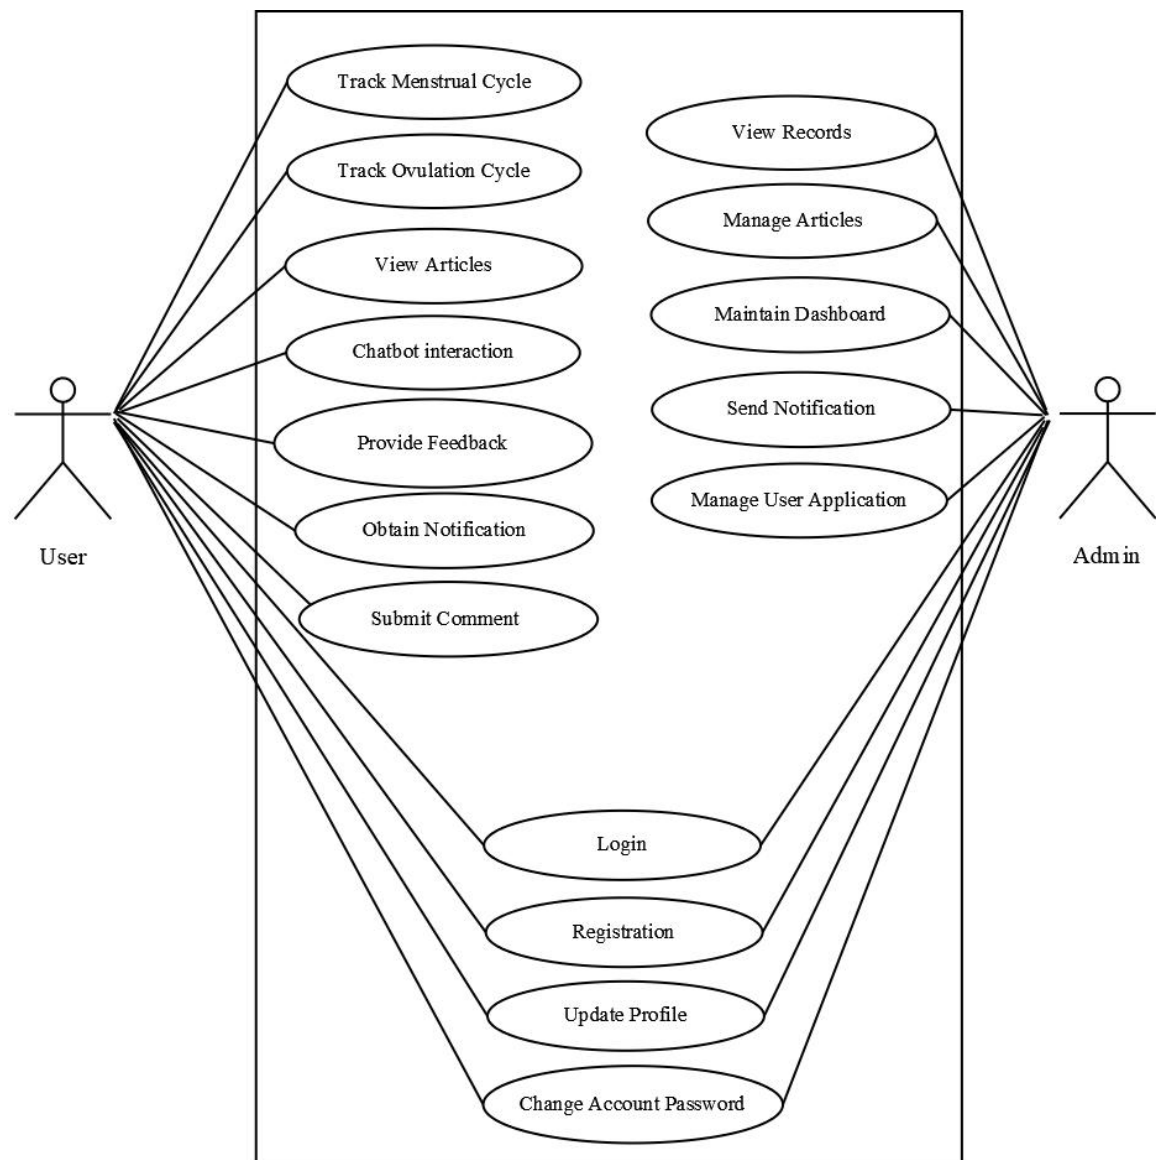 Track Menstrual Cycle
Track Ovulation Cycle
View Articles
Chatbot interaction
Provide Feedback
Obtain Notification
Submit Comment
View Records
Manage Articles
Maintain Dashboard
Send Notification
Manage User Application
User
Admin
Login
Registration
Update Profile
Change Account Password